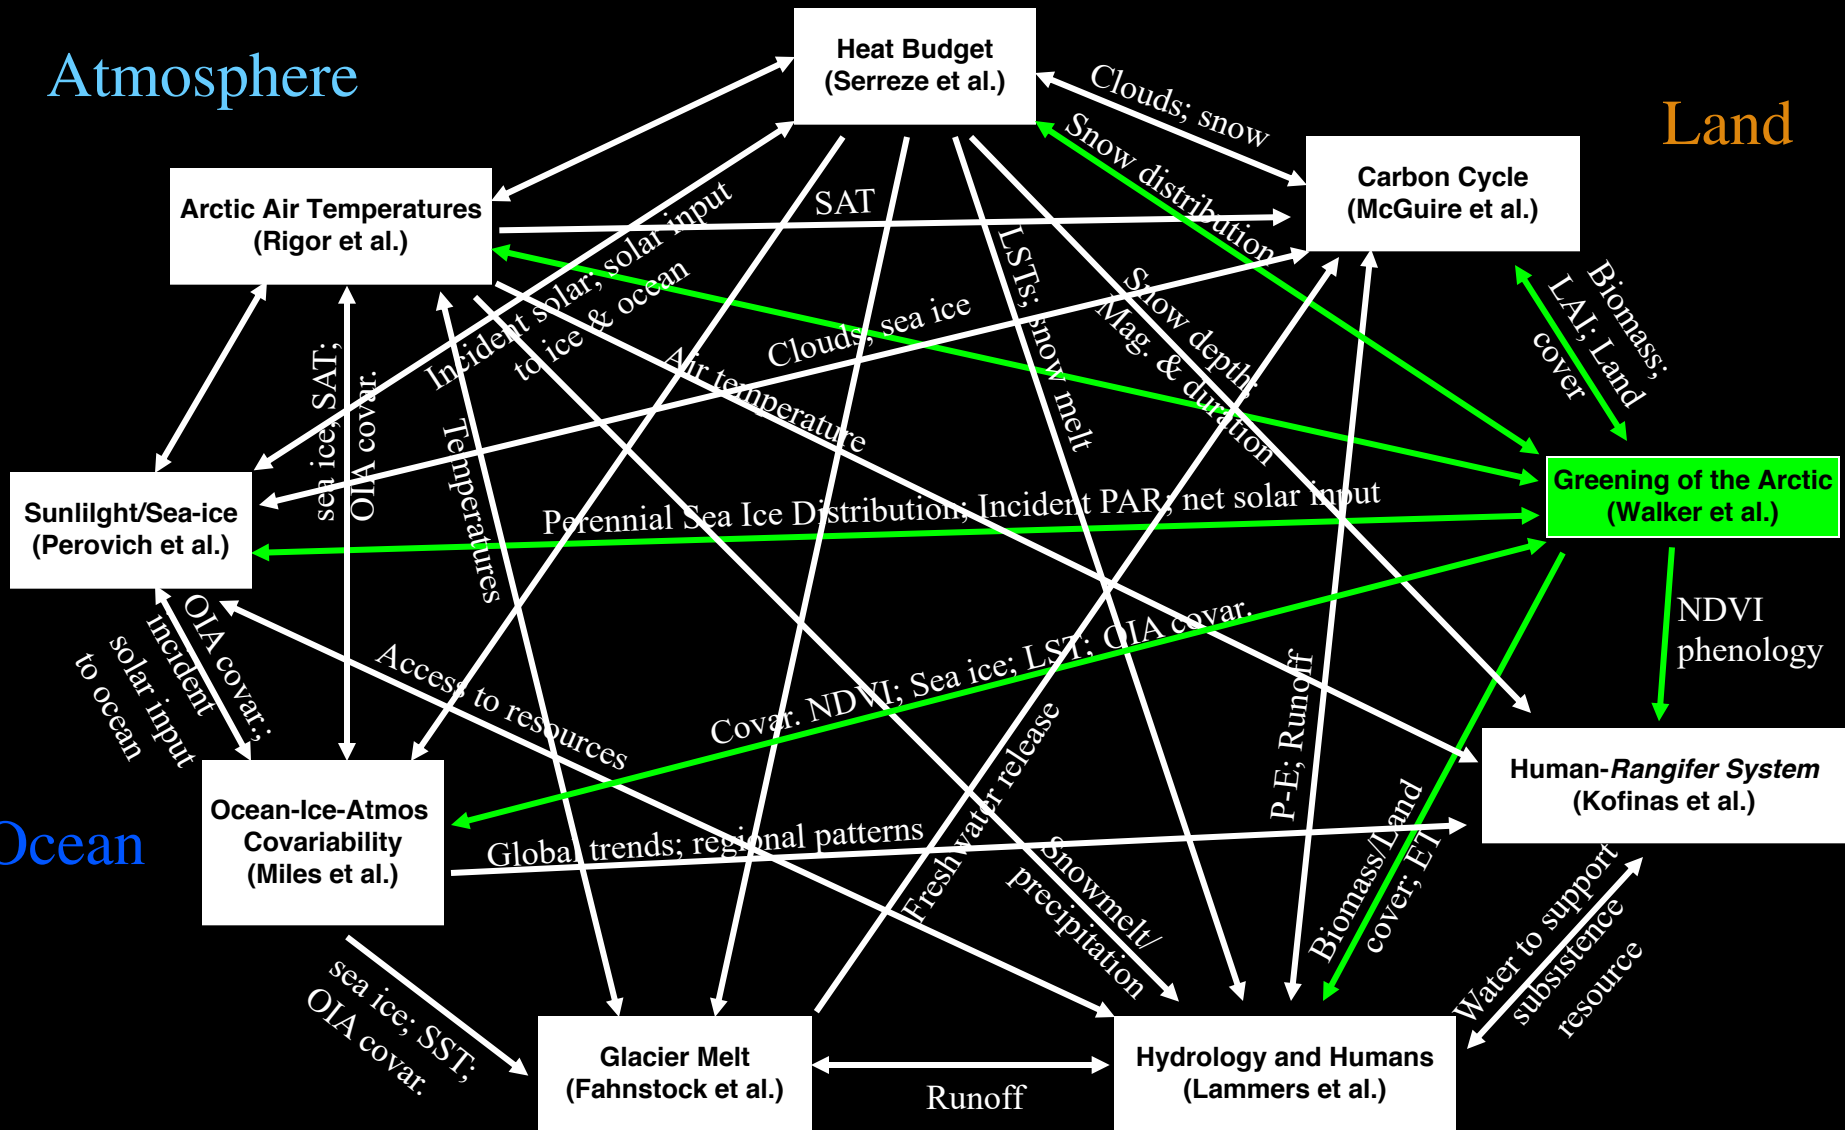 Atmosphere
Heat Budget
(Serreze et al.)
Land
Clouds; snow
Snow distribution
Carbon Cycle
(McGuire et al.)
Arctic Air Temperatures
(Rigor et al.)
SAT
Incident solar; solar input
to ice & ocean
LSTs; snow melt
Snow depth;
Mag. & duration
Biomass;
LAI; Land
cover
Clouds, sea ice
Air temperature
sea ice, SAT;
OIA covar.
Temperatures
Sunlilght/Sea-ice
(Perovich et al.)
Perennial Sea Ice Distribution; Incident PAR; net solar input
Greening of the Arctic
(Walker et al.)
OIA covar.;
incident
solar input
to ocean
Access to resources
Covar. NDVI; Sea ice; LST; OIA covar.
NDVI
phenology
P-E; Runoff
Freshwater release
Human-Rangifer System
(Kofinas et al.)
Ocean-Ice-Atmos
Covariability
(Miles et al.)
Ocean
Global trends; regional patterns
Snowmelt/
precipitation
Biomass/Land
cover; ET
Water to support
subsistence
resource
sea ice; SST;
OIA covar.
Glacier Melt
(Fahnstock et al.)
Runoff
Hydrology and Humans
(Lammers et al.)